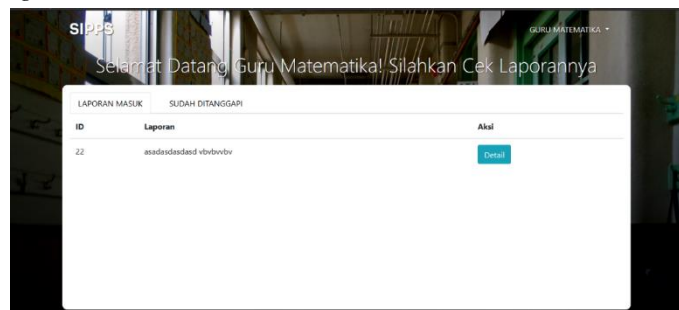 SIPPS
GURU MATEMATIKA
Selamat Datang Guru Matematika! Silahkan Cek Laporannya
LAPORAN MASUK SUDAH DITANGGAPI
ID Laporan Aksi
22 asadasdasdasd vbvbvvbv Detail